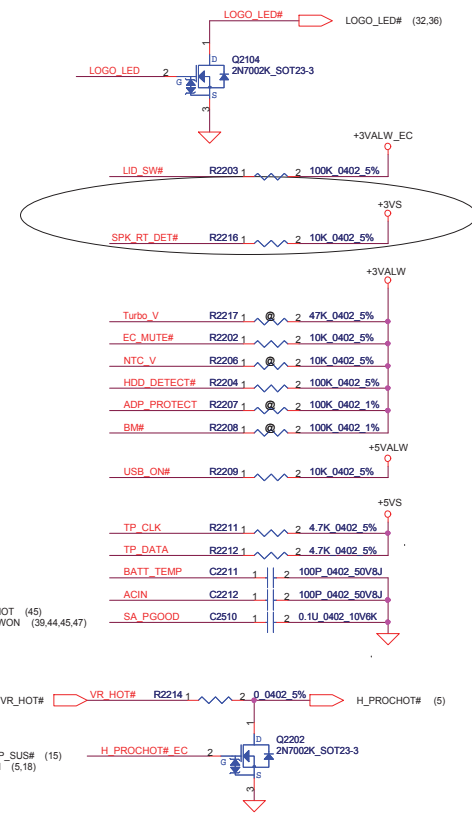 LOGO_LED#
LOGO_LED# (32,36)
1
D
Q2104
2N7002K_SOT23-3
LOGO_LED 2
G
S
3
+3VALW_EC
LID_SW# R2203 1 2 100K_0402_5%
+3VS
SPK_RT_DET# R2216 1 2 10K_0402_5%
+3VALW
Turbo_V R2217 1 @ 2 47K_0402_5%
EC_MUTE# R2202 1 2 10K_0402_5%
NTC_V R2206 1 @ 2 10K_0402_5%
HDD_DETECT# R2204 1 2 100K_0402_5%
ADP_PROTECT R2207 1 @ 2 100K_0402_1%
BM# R2208 1 @ 2 100K_0402_1%
+5VALW
USB_ON# R2209 1 2 10K_0402_5%
+5VS
TP_CLK R2211 1 2 4.7K_0402_5%
TP_DATA R2212 1 2 4.7K_0402_5%
BATT_TEMP C2211 1 2 100P_0402_50V8J
ACIN C2212 1 2 100P_0402_50V8J
HOT (45)
SA_PGOOD C2510 1 2 0.1U_0402_10V6K
WON (39,44,45,47)
VR_HOT# VR_HOT# R2214 1 2 0_0402_5% H_PROCHOT# (5)
1
D
Q2202
2N7002K_SOT23-3
P_SUS# (15)
H_PROCHOT#_EC 2
G
S
(5,18)
3